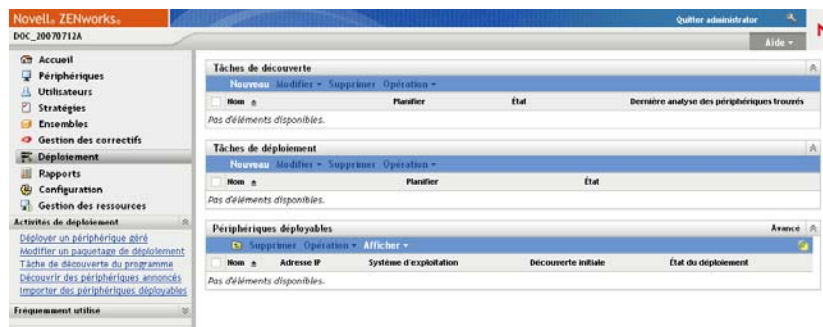 Novell® ZENworks®
Quitter administrator
DOC_20070712A
Aide
Accueil
Périphériques
Utilisateurs
Stratégies
Ensembles
Gestion des correctifs
Déploiement
Rapports
Configuration
Gestion des ressources
Activités de déploiement
Déployer un périphérique géré
Modifier un paquetage de déploiement
Tâche de découverte du programme
Découvrir des périphériques annoncés
Importer des périphériques déployables
Fréquemment utilisé
Tâches de découverte
Nouveau Modifier Supprimer Opération
Nom Planifier État Dernière analyse des périphériques trouvés
Pas d'éléments disponibles.
Tâches de déploiement
Nouveau Modifier Supprimer Opération
Nom Planifier État
Pas d'éléments disponibles.
Périphériques déployables Avancé
Supprimer Opération Afficher
Nom Adresse IP Système d'exploitation Découverte initiale État du déploiement
Pas d'éléments disponibles.